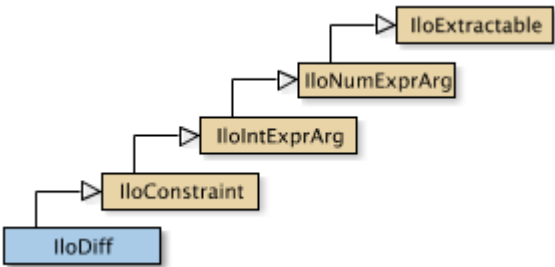 IloExtractable
IloNumExprArg
IloIntExprArg
IloConstraint
IloDiff